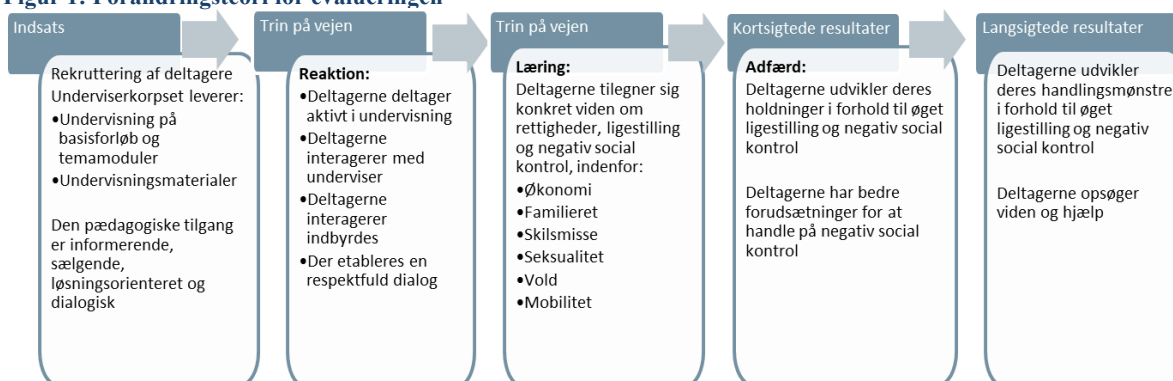 Figur 1: Forandringsteori for evalueringen
Indsats
Rekruttering af deltagere
Underviserkorpset leverer:
•Undervisning på
basisforløb og
temamoduler
•Undervisningsmaterialer
Den pædagogiske tilgang
er informerende,
sælgende,
løsningsorienteret og
dialogisk
Trin på vejen
Reaktion:
•Deltagerne deltager
aktivt i undervisning
•Deltagerne
interagerer med
underviser
•Deltagerne
interagerer
indbyrdes
•Der etableres en
respektfuld dialog
Trin på vejen
Læring:
Deltagerne tilegner sig
konkret viden om
rettigheder, ligestilling
og negativ social
kontrol, indenfor:
•Økonomi
•Familieret
•Skilsmisse
•Seksualitet
•Vold
•Mobilitet
Kortsigtede resultater
Adfærd:
Deltagerne udvikler deres
holdninger i forhold til øget
ligestilling og negativ social
kontrol
Deltagerne har bedre
forudsætninger for at
handle på negativ social
kontrol
Langsigtede resultater
Deltagerne udvikler
deres handlingsmønstre
i forhold til øget
ligestilling og negativ
social kontrol
Deltagerne opsøger
viden og hjælp